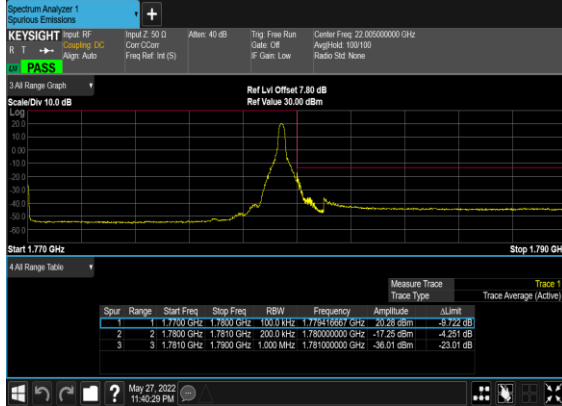 Spectrum Analyzer 1
Spurious Emissions
KEYSIGHT Input: RF Input Z: 50 Ω Atten: 40 dB Trig: Free Run Center Freq: 22.005000000 GHz
R T Coupling: DC Corr CCorr Gate: Off Avg|Hold: 100/100
Align: Auto Freq Ref: Int (S) IF Gain: Low Radio Std: None
PASS
3 All Range Graph
Ref Lvl Offset 7.80 dB
Scale/Div 10.0 dB Ref Value 30.00 dBm
Log
20.0
10.0
0.00
-10.0
-20.0
-30.0
-40.0
-50.0
-60.0
Start 1.770 GHz Stop 1.790 GH
4 All Range Table
Measure Trace Trace 1
Trace Type Trace Average (Active)
Spur Range Start Freq Stop Freq RBW Frequency Amplitude ΔLimit
1 1 1.7700 GHz 1.7800 GHz 100.0 kHz 1.779416667 GHz 20.28 dBm -9.722 dB
2 2 1.7800 GHz 1.7810 GHz 200.0 kHz 1.780000000 GHz -17.25 dBm -4.251 dB
3 3 1.7810 GHz 1.7900 GHz 1.000 MHz 1.781000000 GHz -36.01 dBm -23.01 dB
May 27, 2022
11:40:29 PM